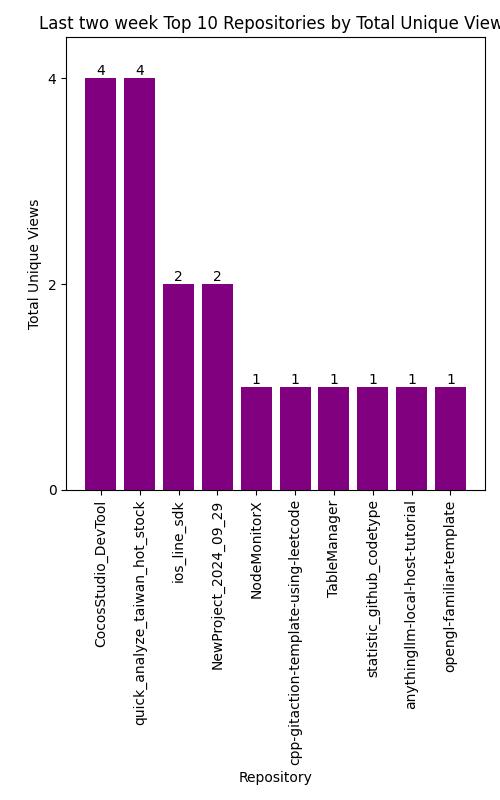 Last two week Top 10 Repositories by Total Unique View
4
4
2
2
1
1
1
1
1
1
4
2
0
Total Unique Views
CocosStudio_DevTool
quick_analyze_taiwan_hot_stock
ios_line_sdk
NewProject_2024_09_29
NodeMonitorX
cpp-gitaction-template-using-leetcode
TableManager
statistic_github_codetype
anythingllm-local-host-tutorial
opengl-familiar-template
Repository